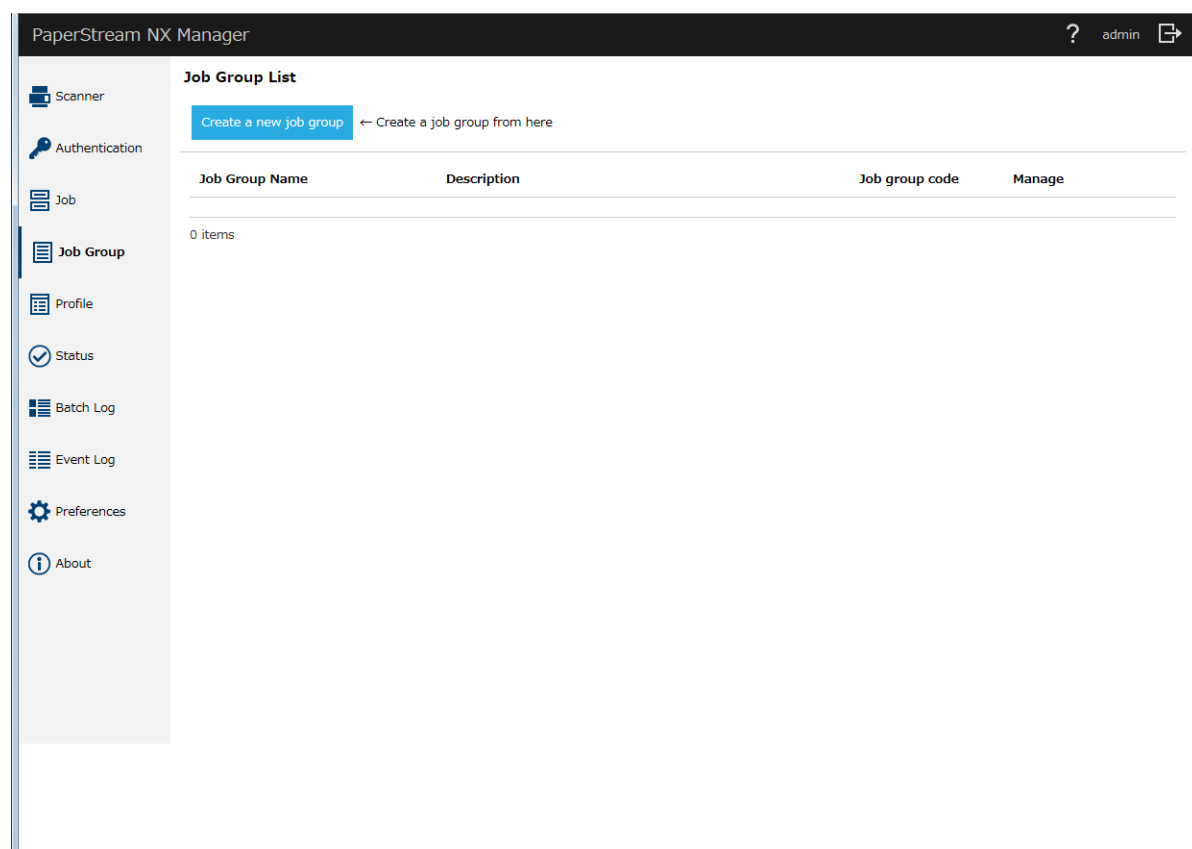 PaperStream NX Manager
? admin
Scanner
Authentication
Job
Job Group
Profile
Status
Batch Log
Event Log
Preferences
About
Job Group List
Create a new job group ← Create a job group from here
Job Group Name Description Job group code Manage
0 items